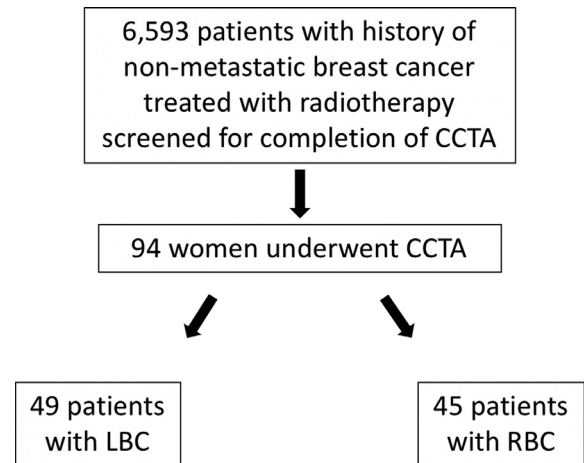 6,593 patients with history of
non-metastatic breast cancer
treated with radiotherapy
screened for completion of CCTA
94 women underwent CCTA
49 patients
with LBC
45 patients
with RBC